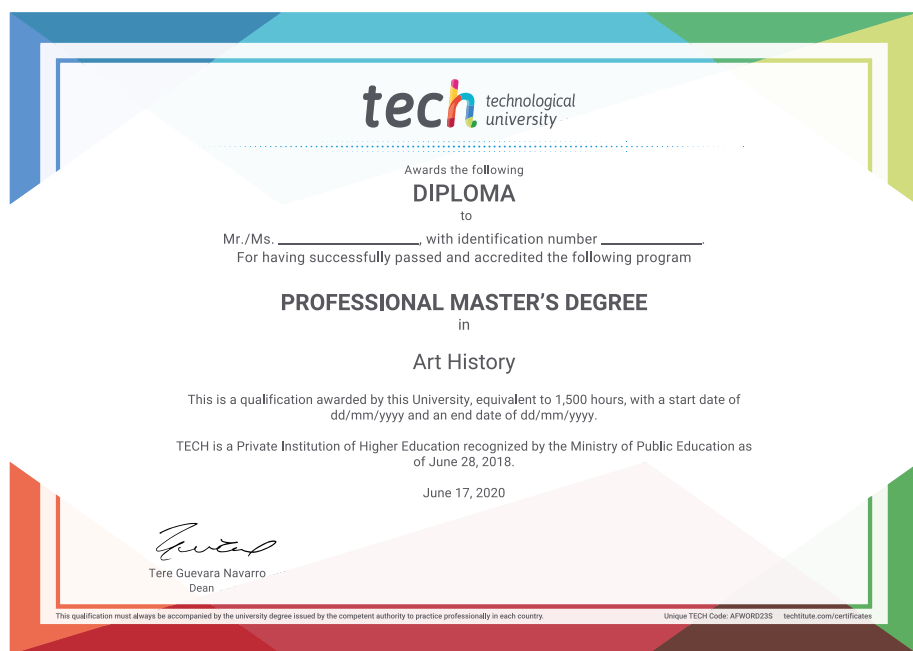 tech technological
university
Awards the following
DIPLOMA
to
Mr./Ms. ____________________, with identification number ______________.
For having successfully passed and accredited the following program
PROFESSIONAL MASTER'S DEGREE
in
Art History
This is a qualification awarded by this University, equivalent to 1,500 hours, with a start date of
dd/mm/yyyy and an end date of dd/mm/yyyy.
TECH is a Private Institution of Higher Education recognized by the Ministry of Public Education as
of June 28, 2018.
June 17, 2020
Tere Guevara Navarro
Dean
This qualification must always be accompanied by the university degree issued by the competent authority to practice professionally in each country.
Unique TECH Code: AFWORD23S techtitute.com/certificates